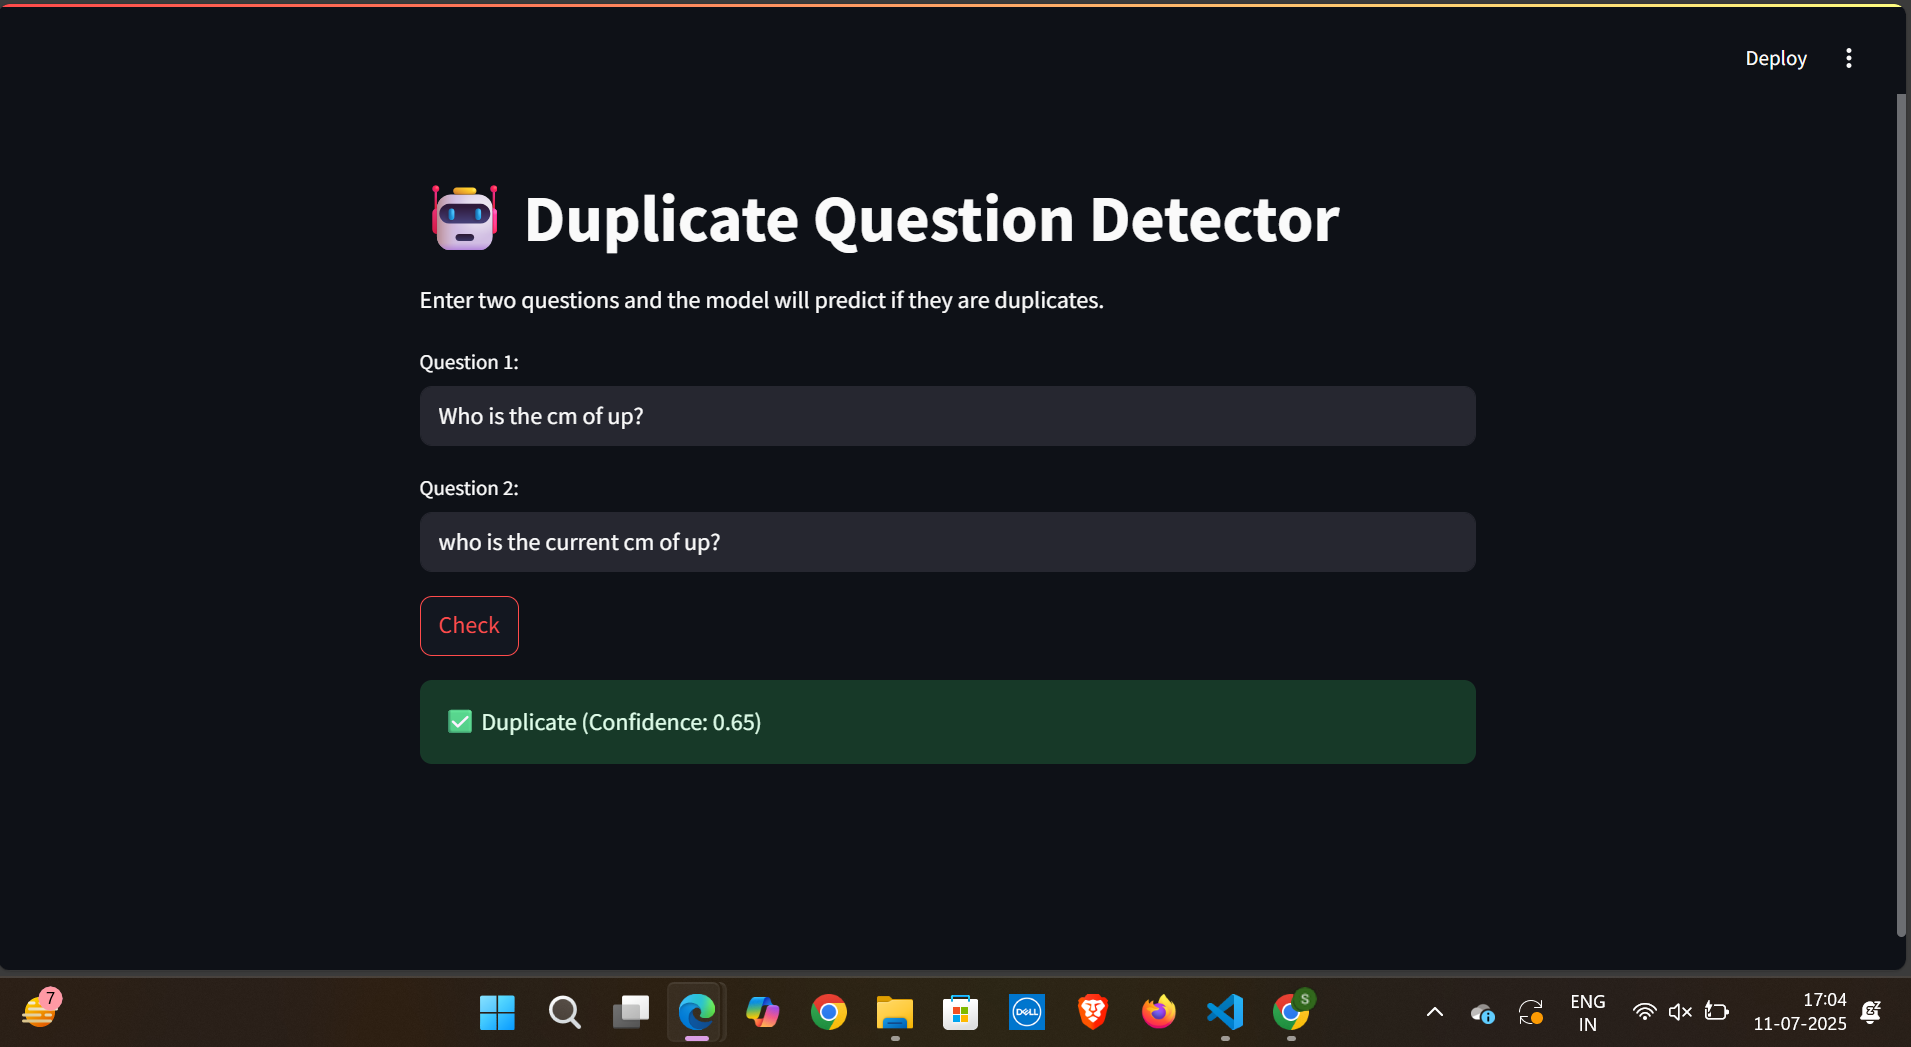 Deploy
Duplicate Question Detector
Enter two questions and the model will predict if they are duplicates.
Question 1:
Who is the cm of up?
Question 2:
who is the current cm of up?
Check
Duplicate (Confidence: 0.65)
7
DELL
S
ENG
IN
17:04
11-07-2025